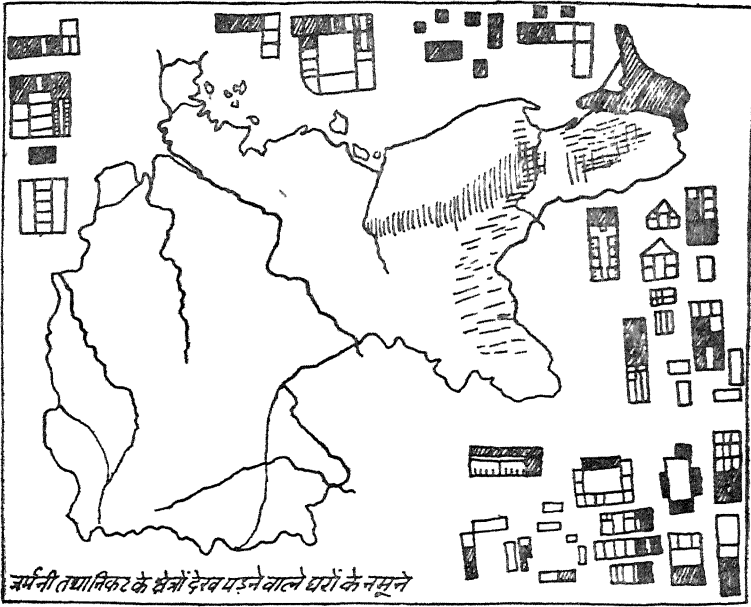 जर्मनी तथा निकट के क्षेत्रों देख पड़ने वाले घरों के नमूने